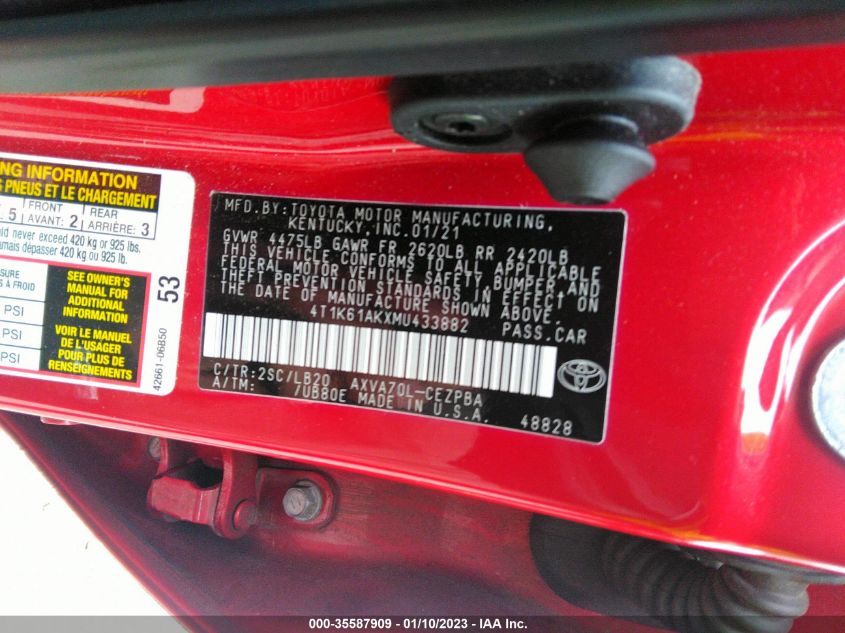 NG INFORMATION
PNEUS ET LE CHARGEMENT
5 FRONT AVANT: 2 REAR ARRIÈRE: 3
ld never exceed 420 kg or 925 lbs.
amais dépasser 420 kg ou 925 lb.
SURE
S À FROID
PSI
PSI
PSI
SEE OWNER'S
MANUAL FOR
ADDITIONAL
INFORMATION
VOIR LE MANUEL
DE L'USAGER
POUR PLUS DE
RENSEIGNEMENTS
53
42661-06B50
MFD.BY:TOYOTA MOTOR MANUFACTURING,
KENTUCKY,INC.01/21
GVWR 4475LB GAWR FR 2620LB RR 2420LB
THIS VEHICLE CONFORMS TO ALL APPLICABLE
FEDERAL MOTOR VEHICLE SAFETY,BUMPER,AND
THEFT PREVENTION STANDARDS IN EFFECT ON
THE DATE OF MANUFACTURE SHOWN ABOVE.
4T1K61AKXMU433882 PASS.CAR
C/TR:2SC/LB20 AXVA70L-CEZPBA
A/TM: /UB80E MADE IN U.S.A.
48828
000-35587909 - 01/10/2023 - IAA Inc.